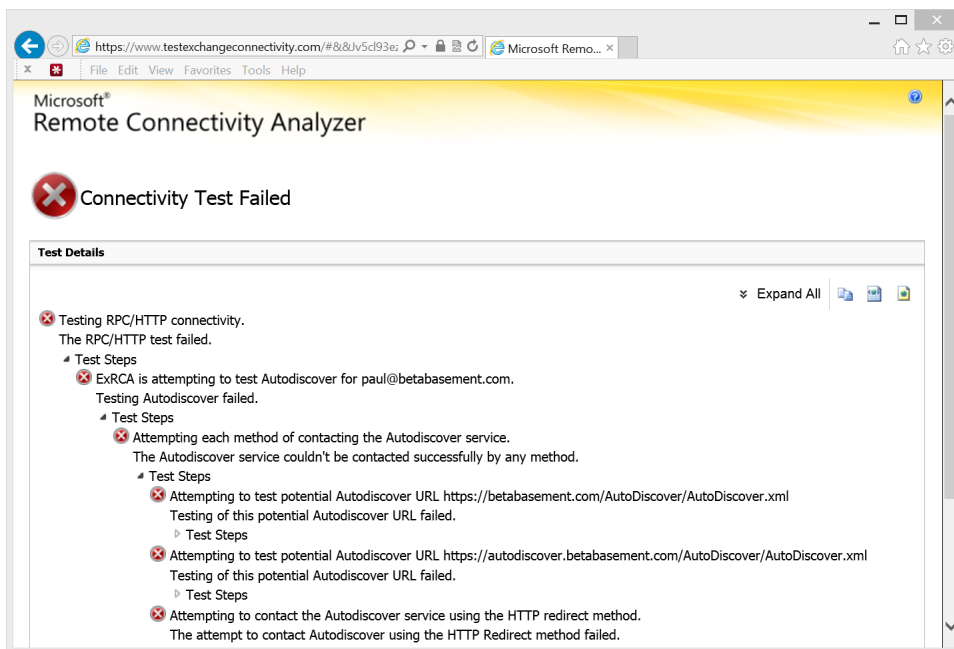 https://www.testexchangeconnectivity.com/#&&Jv5cl93e
Microsoft Remo... ×
x File Edit View Favorites Tools Help
Microsoft®
Remote Connectivity Analyzer
Connectivity Test Failed
Test Details
Expand All
Testing RPC/HTTP connectivity.
The RPC/HTTP test failed.
Test Steps
ExRCA is attempting to test Autodiscover for paul@betabasement.com.
Testing Autodiscover failed.
Test Steps
Attempting each method of contacting the Autodiscover service.
The Autodiscover service couldn't be contacted successfully by any method.
Test Steps
Attempting to test potential Autodiscover URL https://betabasement.com/AutoDiscover/AutoDiscover.xml
Testing of this potential Autodiscover URL failed.
Test Steps
Attempting to test potential Autodiscover URL https://autodiscover.betabasement.com/AutoDiscover/AutoDiscover.xml
Testing of this potential Autodiscover URL failed.
Test Steps
Attempting to contact the Autodiscover service using the HTTP redirect method.
The attempt to contact Autodiscover using the HTTP Redirect method failed.